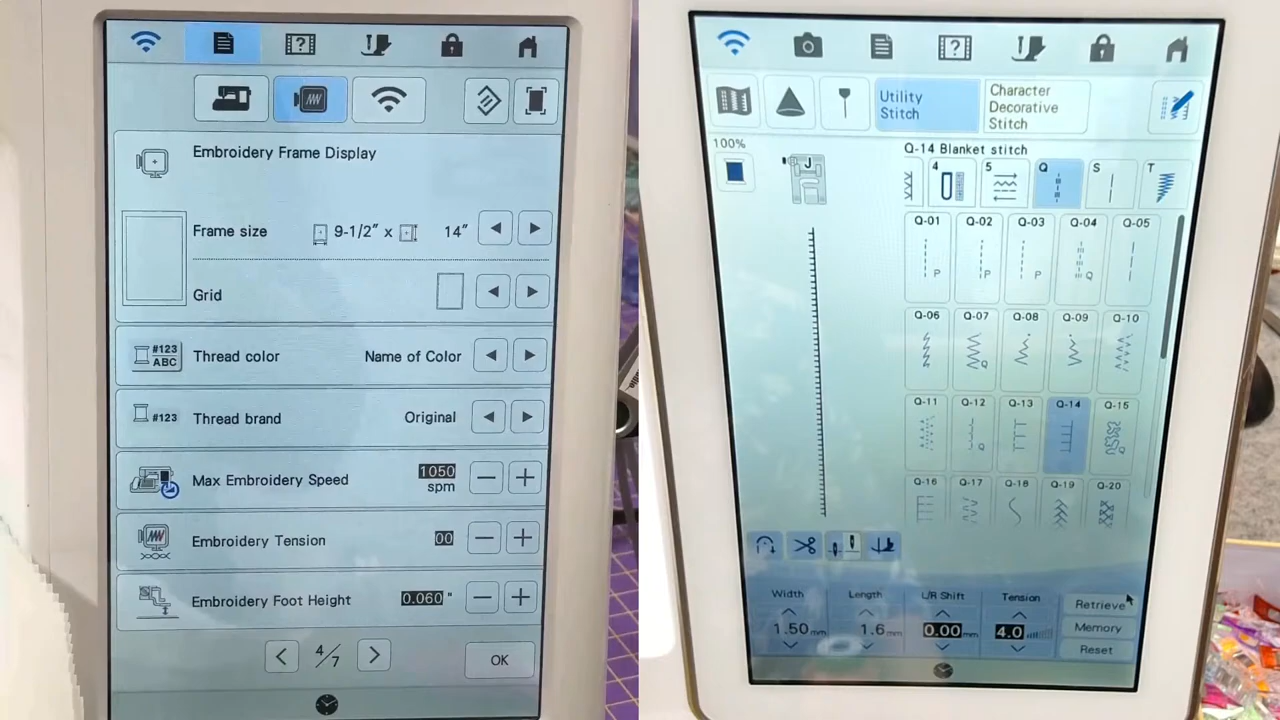 Embroidery Frame Display
Frame size 9-1/2" x 14"
Grid
#123
ABC
Thread color Name of Color
#123
Thread brand Original
Max Embroidery Speed 1050
spm
Embroidery Tension 00
Embroidery Foot Height 0.060 "
4/7
OK
Utility
Stitch
Character
Decorative
Stitch
100%
J
Q-14 Blanket stitch
4 5 Q S T
Q-01 Q-02 Q-03 Q-04 Q-05
P P P Q
Q-06 Q-07 Q-08 Q-09 Q-10
Q Q
Q-11 Q-12 Q-13 Q-14 Q-15
Q Q
Q-16 Q-17 Q-18 Q-19 Q-20
Width Length L/R Shift Tension
1.50 mm 1.6 mm 0.00 mm 4.0
Retrieve
Memory
Reset